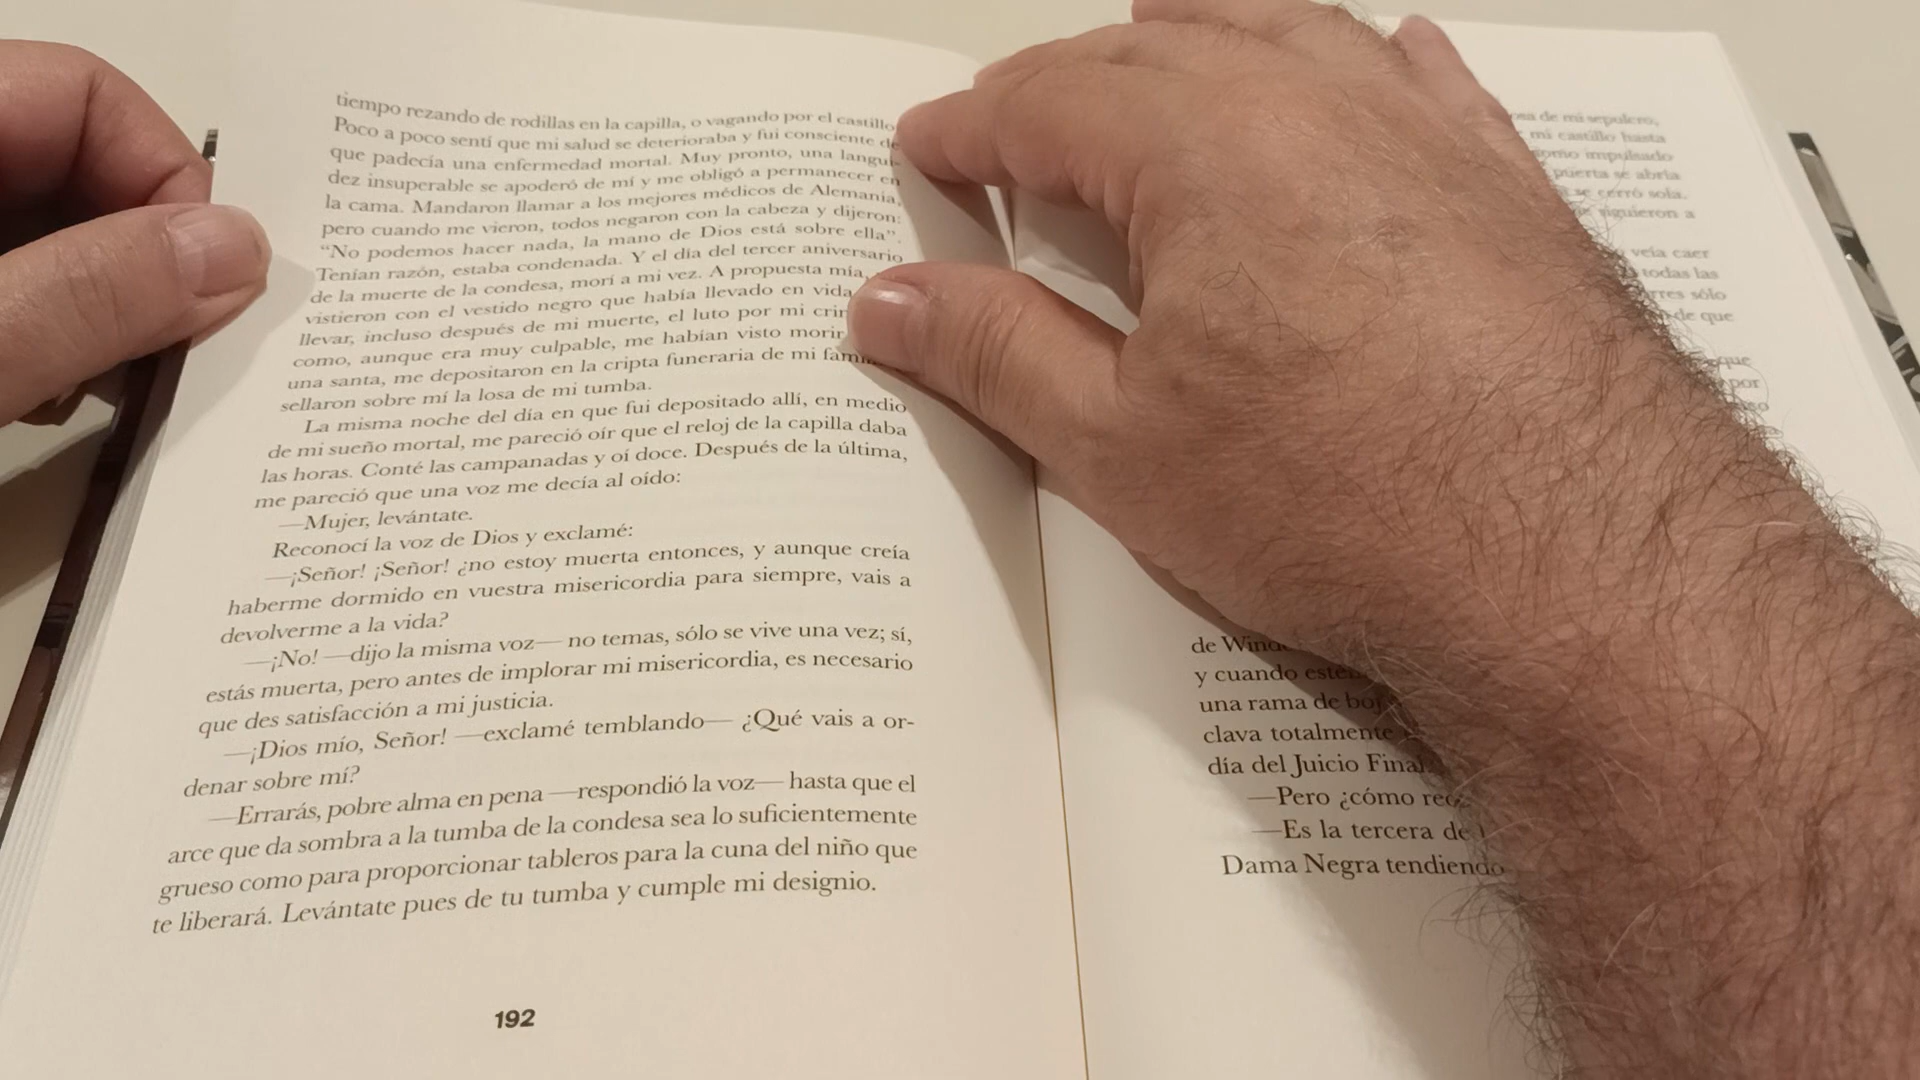 tiempo rezando de rodillas en la capilla, o vagando por el castillo.
Poco a poco sentí que mi salud se deterioraba y fui consciente de
que padecía una enfermedad mortal. Muy pronto, una langui-
dez insuperable se apoderó de mí y me obligó a permanecer en
la cama. Mandaron llamar a los mejores médicos de Alemania,
pero cuando me vieron, todos negaron con la cabeza y dijeron:
“No podemos hacer nada, la mano de Dios está sobre ella”.
Tenían razón, estaba condenada. Y el día del tercer aniversario
de la muerte de la condesa, morí a mi vez. A propuesta mía,
vistieron con el vestido negro que había llevado en vida
llevar, incluso después de mi muerte, el luto por mi
como, aunque era muy culpable, me habían visto morir
una santa, me depositaron en la cripta funeraria de mi
sellaron sobre mí la losa de mi tumba.
La misma noche del día en que fui depositado allí, en medio
de mi sueño mortal, me pareció oír que el reloj de la capilla daba
las horas. Conté las campanadas y oí doce. Después de la última,
me pareció que una voz me decía al oído:
—Mujer, levántate.
Reconocí la voz de Dios y exclamé:
—¡Señor! ¡Señor! ¿no estoy muerta entonces, y aunque creía
haberme dormido en vuestra misericordia para siempre, vais a
devolverme a la vida?
—¡No! —dijo la misma voz— no temas, sólo se vive una vez; sí,
estás muerta, pero antes de implorar mi misericordia, es necesario
que des satisfacción a mi justicia.
—¡Dios mío, Señor! —exclamé temblando— ¿Qué vais a or-
denar sobre mí?
—Errarás, pobre alma en pena —respondió la voz— hasta que el
arce que da sombra a la tumba de la condesa sea lo suficientemente
grueso como para proporcionar tableros para la cuna del niño que
te liberará. Levántate pues de tu tumba y cumple mi designio.
192
de mi sepulcro,
mi castillo hasta
como impulsado
puerta se abría
se cerró sola.
siguieron a
veía caer
todas las
sólo
de que
que
por
de
y cuando
una rama de
clava totalmente
día del Juicio Final
—Pero ¿cómo
—Es la tercera de
Dama Negra tendiendo